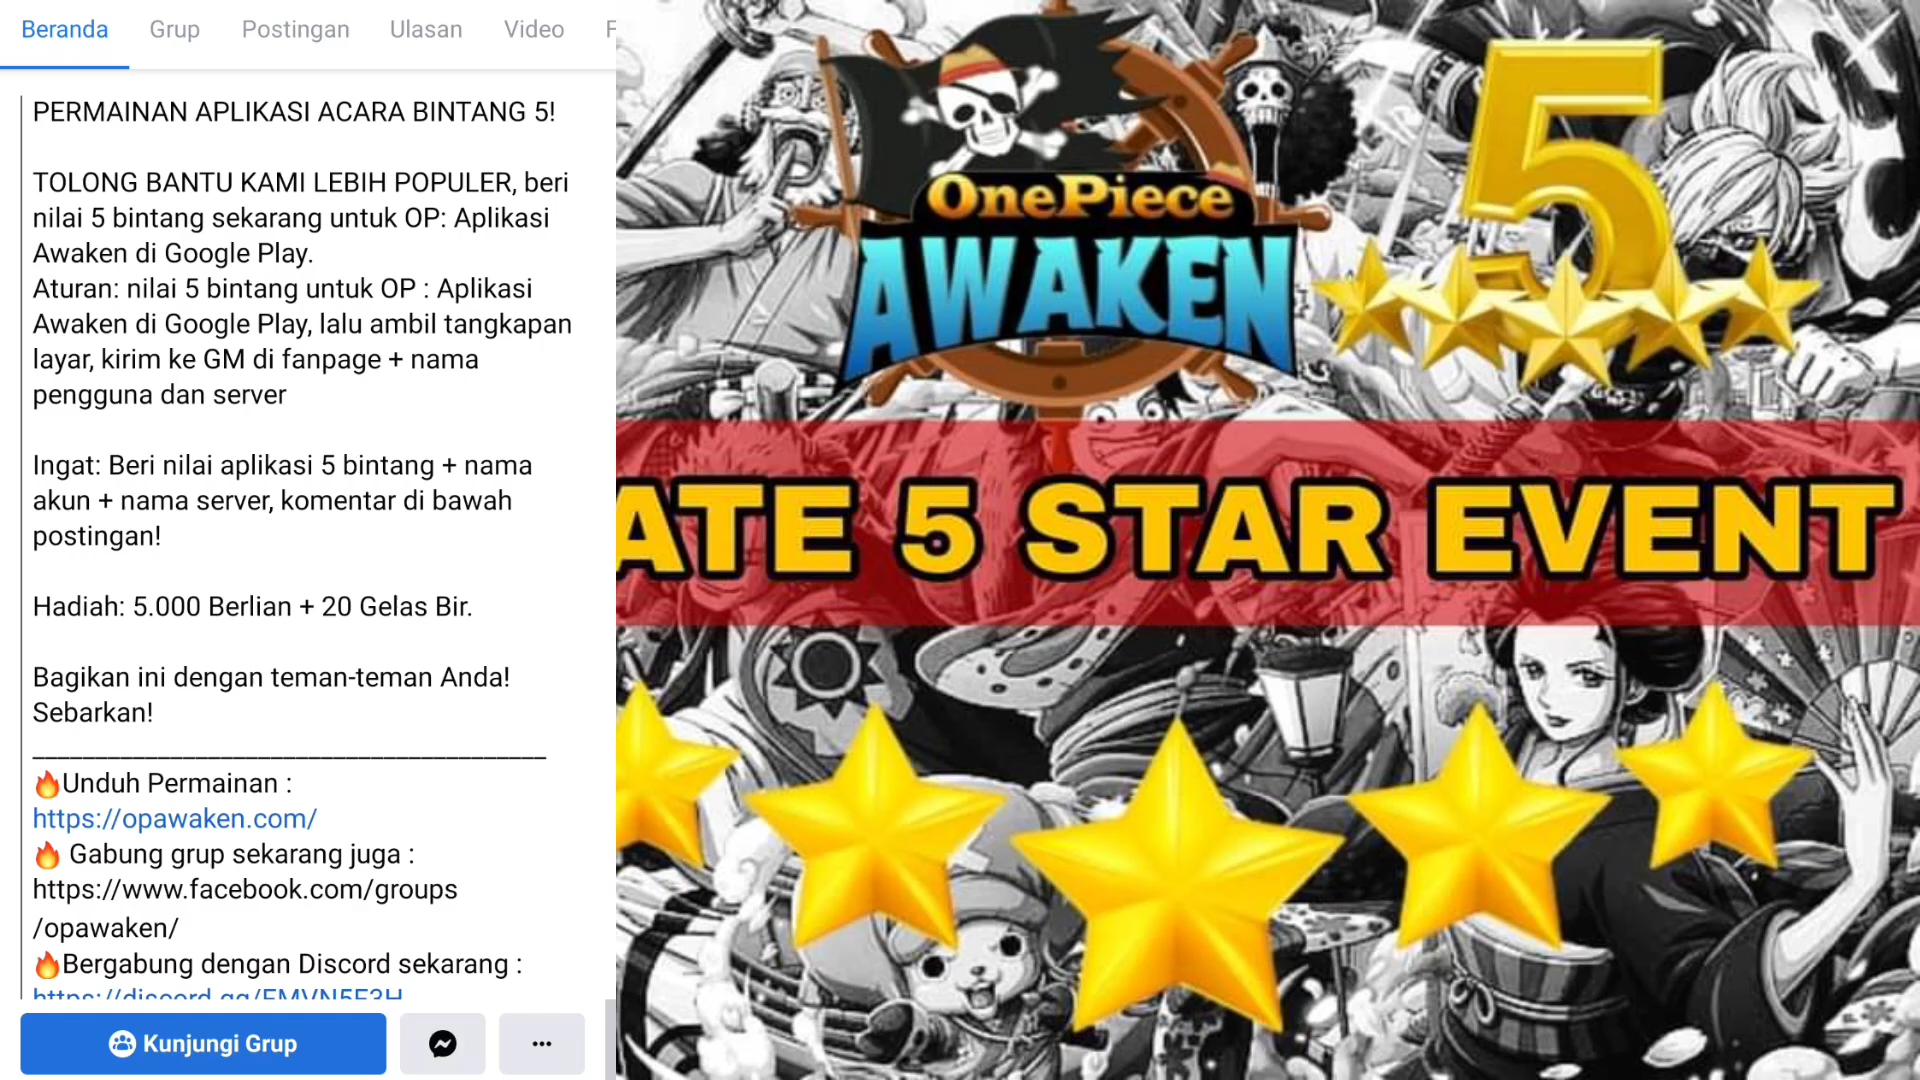 Beranda Grup Postingan Ulasan Video
PERMAINAN APLIKASI ACARA BINTANG 5!
TOLONG BANTU KAMI LEBIH POPULER, beri
nilai 5 bintang sekarang untuk OP: Aplikasi
Awaken di Google Play.
Aturan: nilai 5 bintang untuk OP : Aplikasi
Awaken di Google Play, lalu ambil tangkapan
layar, kirim ke GM di fanpage + nama
pengguna dan server
Ingat: Beri nilai aplikasi 5 bintang + nama
akun + nama server, komentar di bawah
postingan!
Hadiah: 5.000 Berlian + 20 Gelas Bir.
Bagikan ini dengan teman-teman Anda!
Sebarkan!
🔥Unduh Permainan :
https://opawaken.com/
🔥 Gabung grup sekarang juga :
https://www.facebook.com/groups
/opawaken/
🔥Bergabung dengan Discord sekarang :
Kunjungi Grup
OnePiece
AWAKEN
5
ATE 5 STAR EVENT